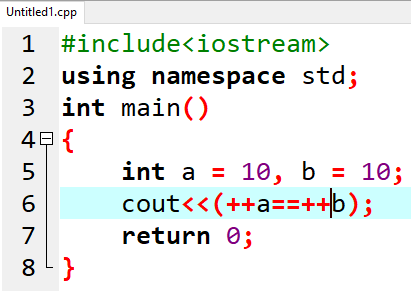 Untitled1.cpp
1 #include<iostream>
2 using namespace std;
3 int main()
4 {
5 int a = 10, b = 10;
6 cout<<(++a==++b);
7 return 0;
8 }